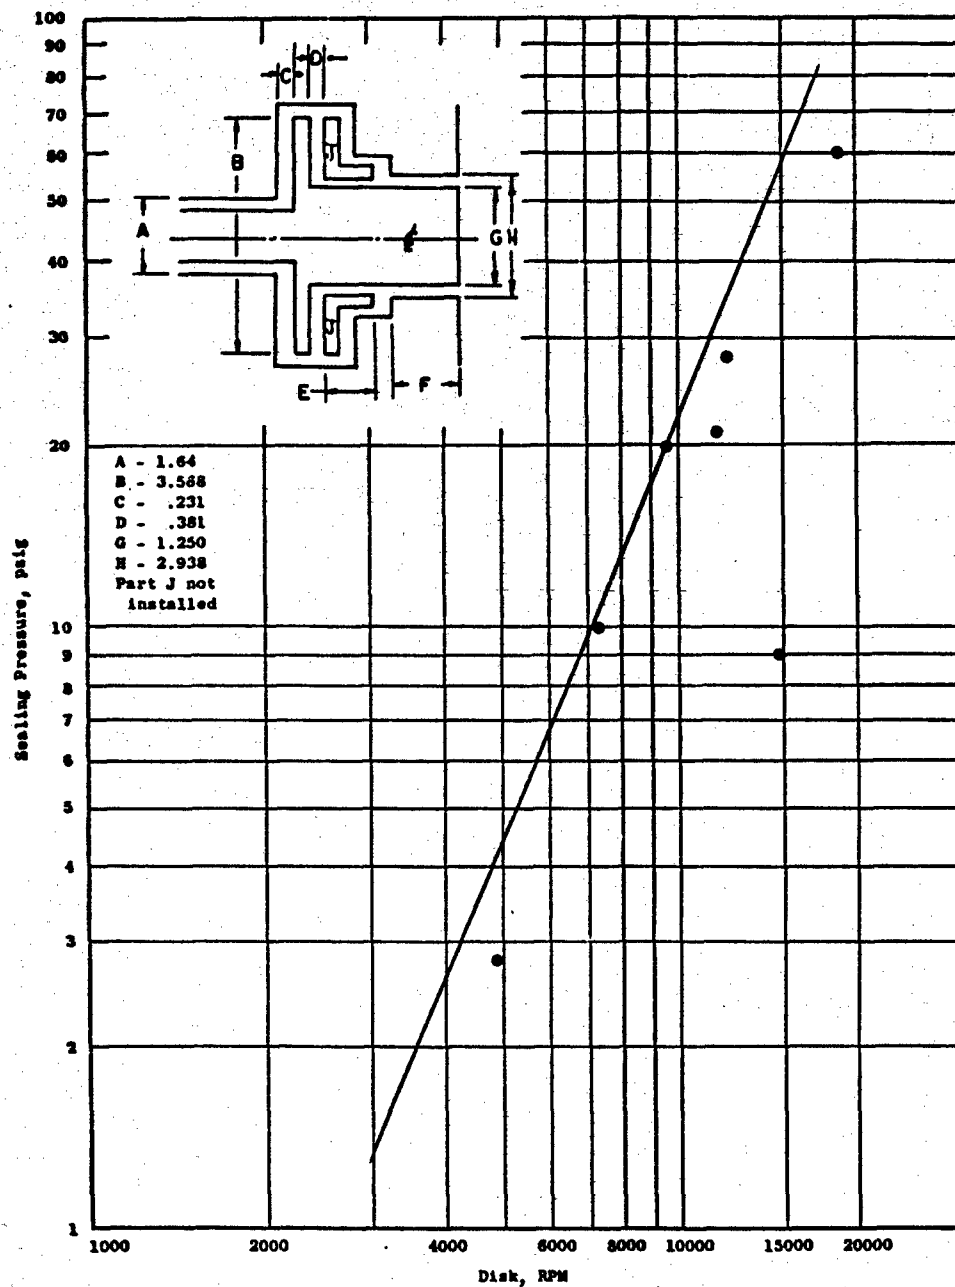 100
90
80
70
60
50
40
30
20
10
9
8
7
6
5
4
3
2
1
Sealing Pressure, psig
C
D
B
J
A
G
H
J
E
F
A - 1.64
B - 3.568
C - .231
D - .381
G - 1.250
H - 2.938
Part J not
installed
1000 2000 4000 6000 8000 10000 15000 20000
Disk, RPM